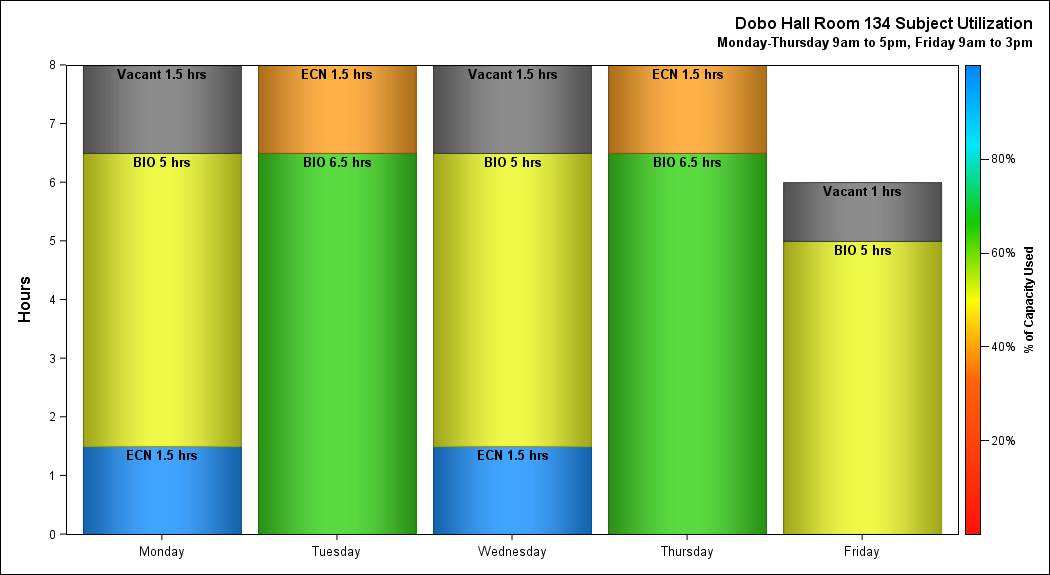 Dobo Hall Room 134 Subject Utilization
Monday-Thursday 9am to 5pm, Friday 9am to 3pm
Hours
8
7
6
5
4
3
2
1
0
Vacant 1.5 hrs
BIO 5 hrs
ECN 1.5 hrs
ECN 1.5 hrs
BIO 6.5 hrs
Vacant 1.5 hrs
BIO 5 hrs
ECN 1.5 hrs
ECN 1.5 hrs
BIO 6.5 hrs
Vacant 1 hrs
BIO 5 hrs
Monday
Tuesday
Wednesday
Thursday
Friday
80%
60%
40%
20%
% of Capacity Used